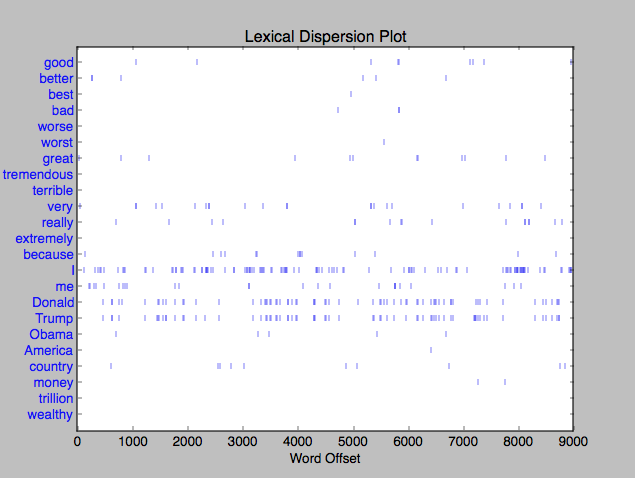 Lexical Dispersion Plot
good
better
best
bad
worse
worst
great
tremendous
terrible
very
really
extremely
because
I
me
Donald
Trump
Obama
America
country
money
trillion
wealthy
0 1000 2000 3000 4000 5000 6000 7000 8000 9000
Word Offset